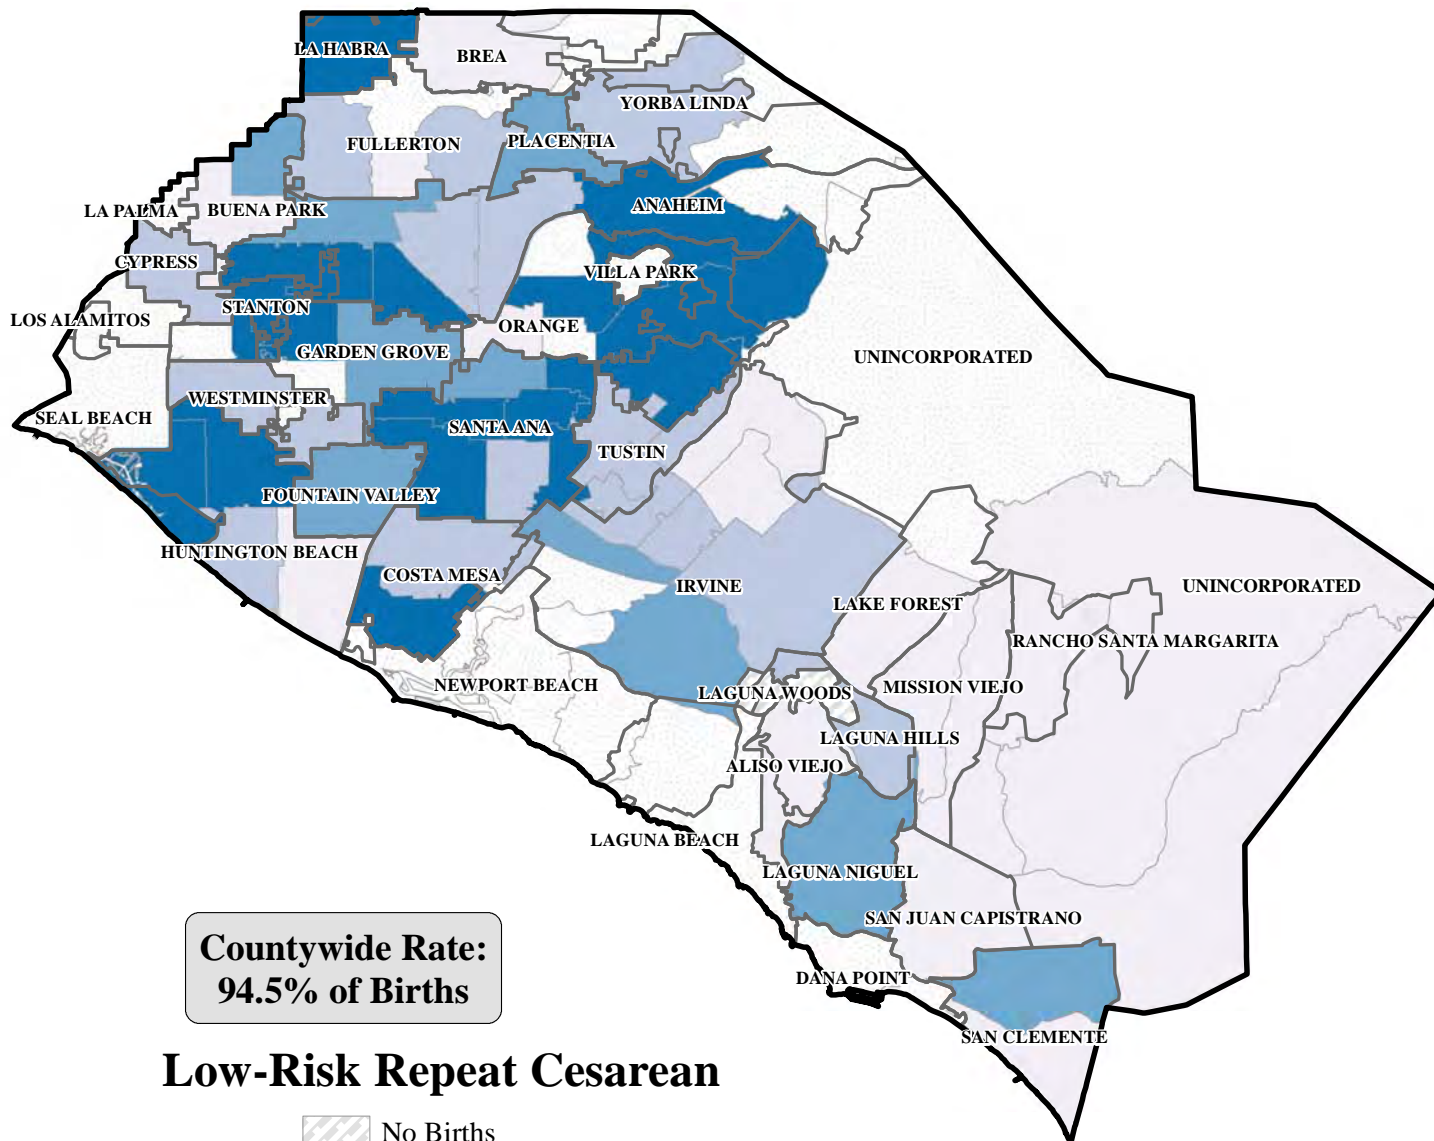 LA HABRA
BREA
YORBA LINDA
FULLERTON
PLACENTIA
LA PALMA
BUENA PARK
ANAHEIM
CYPRESS
VILLA PARK
STANTON
LOS ALAMITOS
ORANGE
GARDEN GROVE
UNINCORPORATED
WESTMINSTER
SEAL BEACH
SANTA ANA
TUSTIN
FOUNTAIN VALLEY
HUNTINGTON BEACH
COSTA MESA
IRVINE
UNINCORPORATED
LAKE FOREST
RANCHO SANTA MARGARITA
NEWPORT BEACH
LAGUNA WOODS
MISSION VIEJO
LAGUNA HILLS
ALISO VIEJO
LAGUNA BEACH
LAGUNA NIGUEL
SAN JUAN CAPISTRANO
DANA POINT
SAN CLEMENTE
Countywide Rate:
94.5% of Births
Low-Risk Repeat Cesarean
No Births